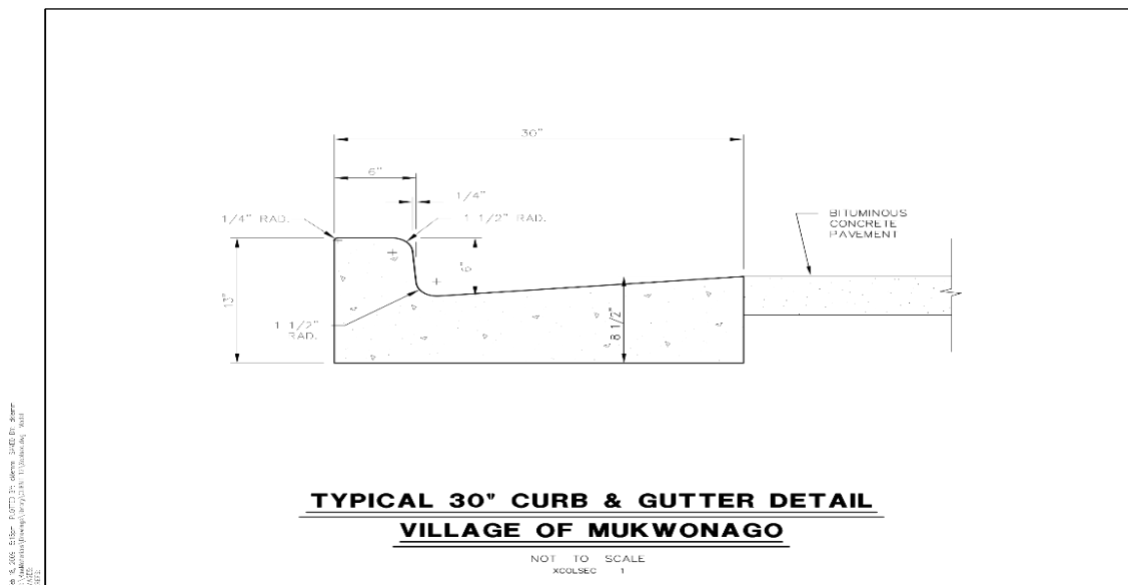 30"
6"
1/4"
1/4" RAD.
1 1/2" RAD.
BITUMINOUS
CONCRETE
PAVEMENT
6"
13"
1 1/2"
RAD.
8 1/2"
TYPICAL 30" CURB & GUTTER DETAIL
VILLAGE OF MUKWONAGO
NOT TO SCALE
XCOLSEC 1